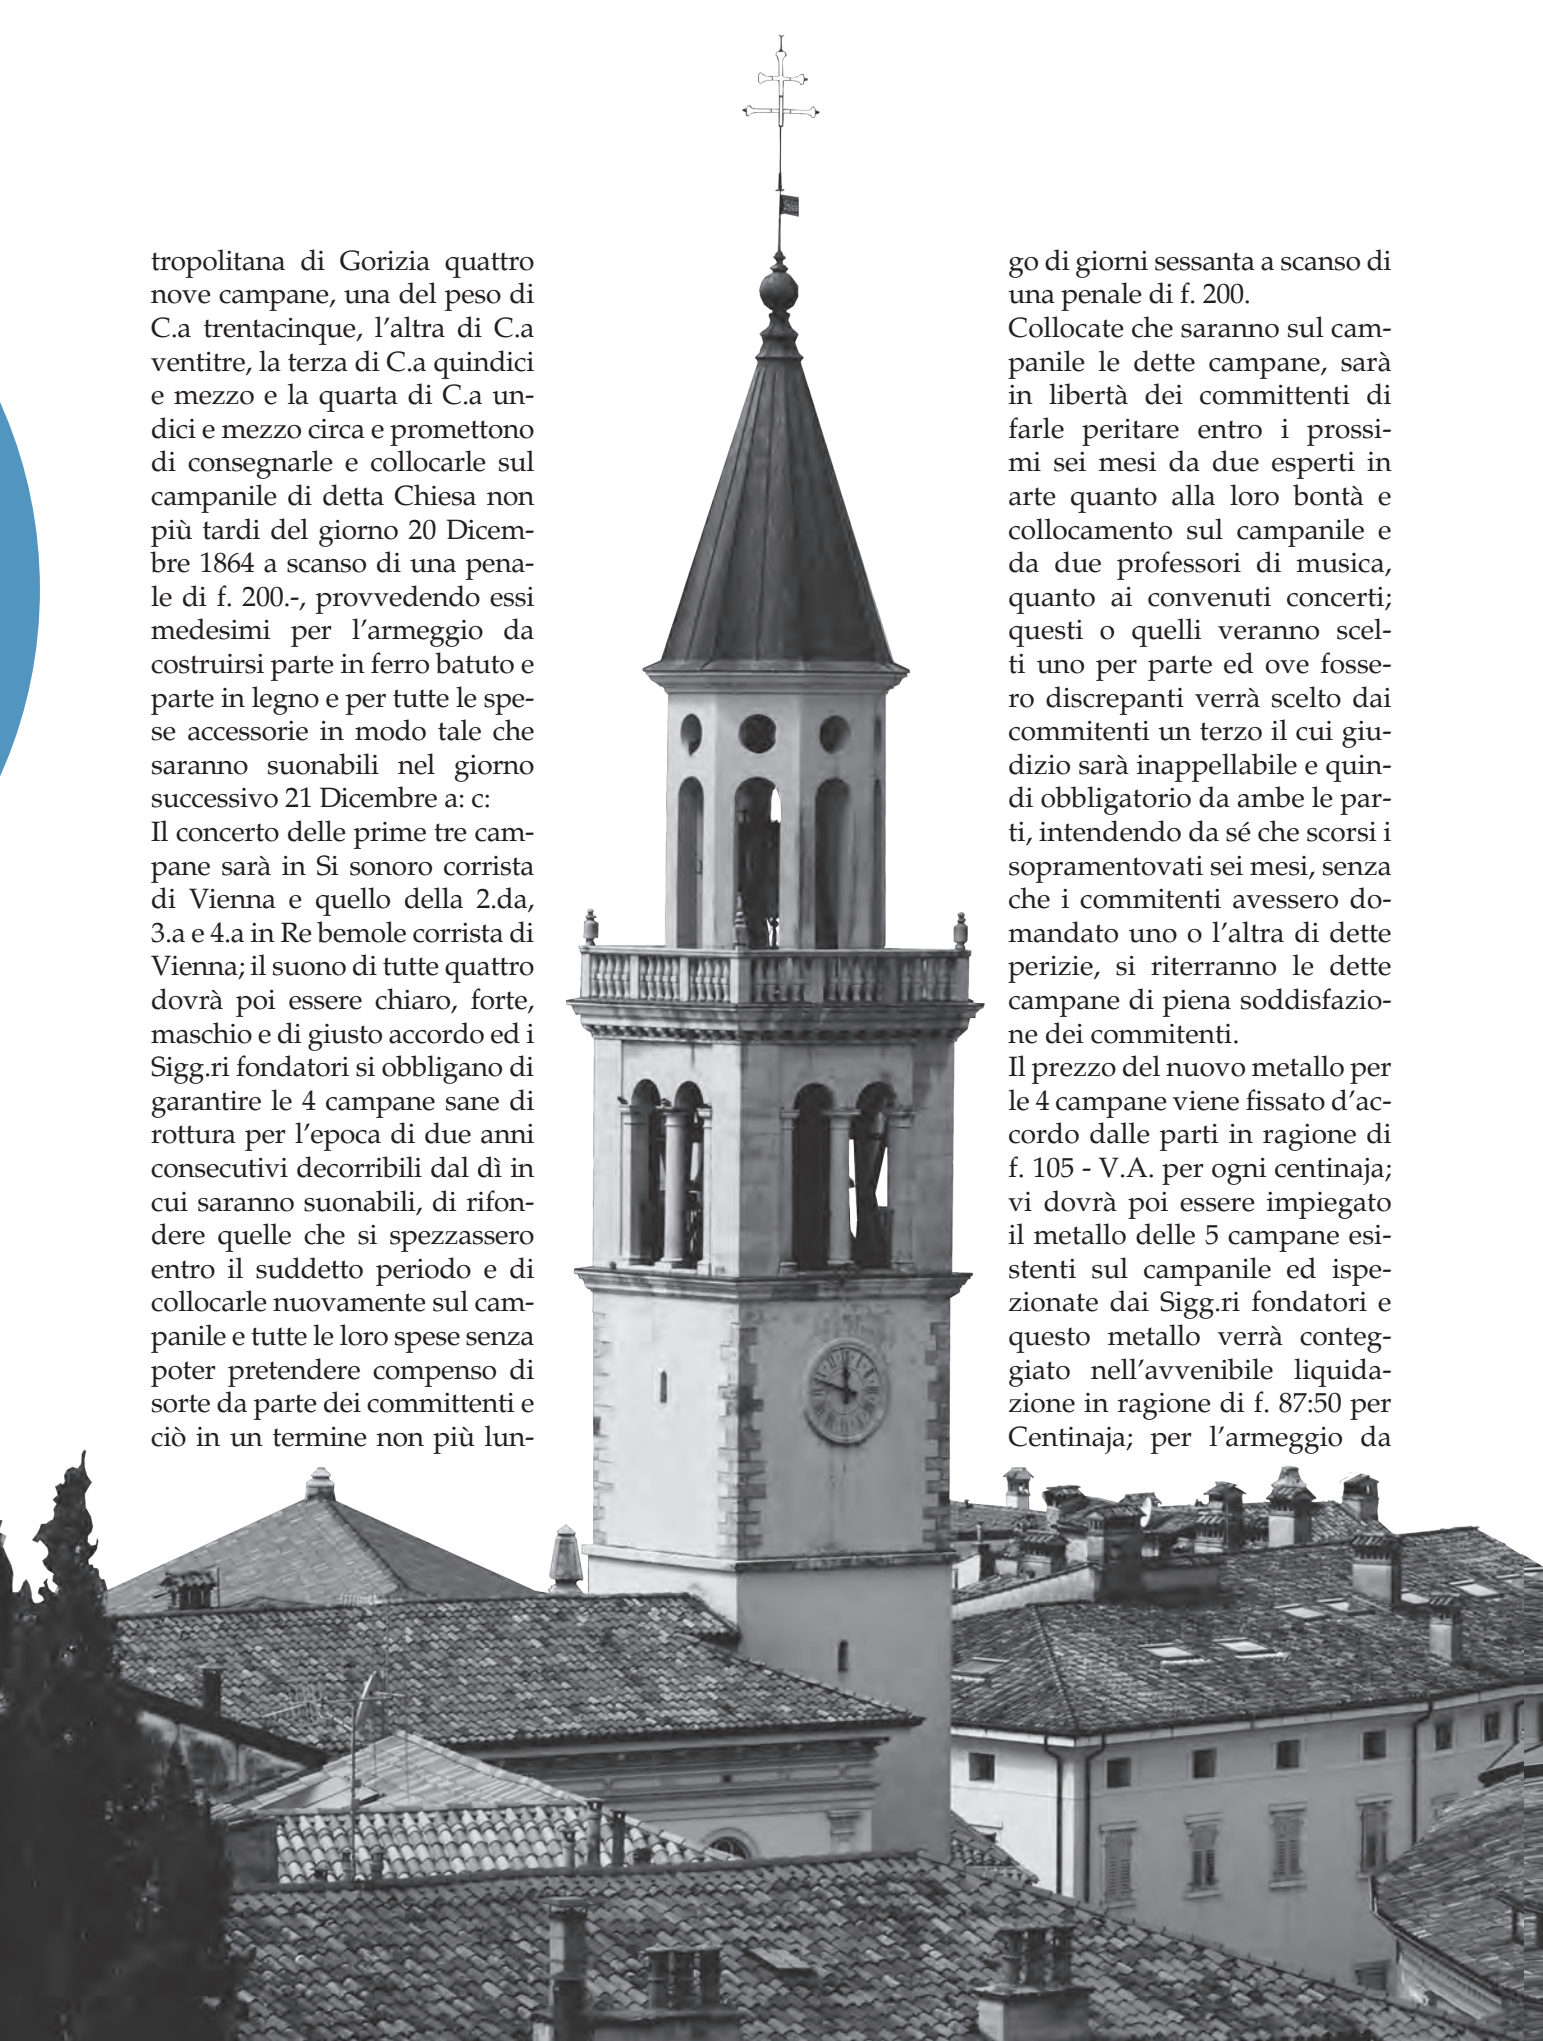 tropolitana di Gorizia quattro
nove campane, una del peso di
C.a trentacinque, l'altra di C.a
ventitre, la terza di C.a quindici
e mezzo e la quarta di C.a un-
dici e mezzo circa e promettono
di consegnarle e collocarle sul
campanile di detta Chiesa non
più tardi del giorno 20 Dicem-
bre 1864 a scanso di una pena-
le di f. 200.-, provvedendo essi
medesimi per l'armeggio da
costruirsi parte in ferro batuto e
parte in legno e per tutte le spe-
se accessorie in modo tale che
saranno suonabili nel giorno
successivo 21 Dicembre a: c:
Il concerto delle prime tre cam-
pane sarà in Si sonoro corrista
di Vienna e quello della 2.da,
3.a e 4.a in Re bemole corrista di
Vienna; il suono di tutte quattro
dovrà poi essere chiaro, forte,
maschio e di giusto accordo ed i
Sigg.ri fondatori si obbligano di
garantire le 4 campane sane di
rottura per l'epoca di due anni
consecutivi decorribili dal dì in
cui saranno suonabili, di rifon-
dere quelle che si spezzassero
entro il suddetto periodo e di
collocarle nuovamente sul cam-
panile e tutte le loro spese senza
poter pretendere compenso di
sorte da parte dei committenti e
ciò in un termine non più lun-
go di giorni sessanta a scanso di
una penale di f. 200.
Collocate che saranno sul cam-
panile le dette campane, sarà
in libertà dei committenti di
farle peritare entro i prossi-
mi sei mesi da due esperti in
arte quanto alla loro bontà e
collocamento sul campanile e
da due professori di musica,
quanto ai convenuti concerti;
questi o quelli veranno scel-
ti uno per parte ed ove fosse-
ro discrepanti verrà scelto dai
commitenti un terzo il cui giu-
dizio sarà inappellabile e quin-
di obbligatorio da ambe le par-
ti, intendendo da sé che scorsi i
sopramentovati sei mesi, senza
che i commitenti avessero do-
mandato uno o l'altra di dette
perizie, si riterranno le dette
campane di piena soddisfazio-
ne dei commitenti.
Il prezzo del nuovo metallo per
le 4 campane viene fissato d'ac-
cordo dalle parti in ragione di
f. 105 - V.A. per ogni centinaja;
vi dovrà poi essere impiegato
il metallo delle 5 campane esi-
stenti sul campanile ed ispe-
zionate dai Sigg.ri fondatori e
questo metallo verrà conteg-
giato nell'avvenibile liquida-
zione in ragione di f. 87:50 per
Centinaja; per l'armeggio da